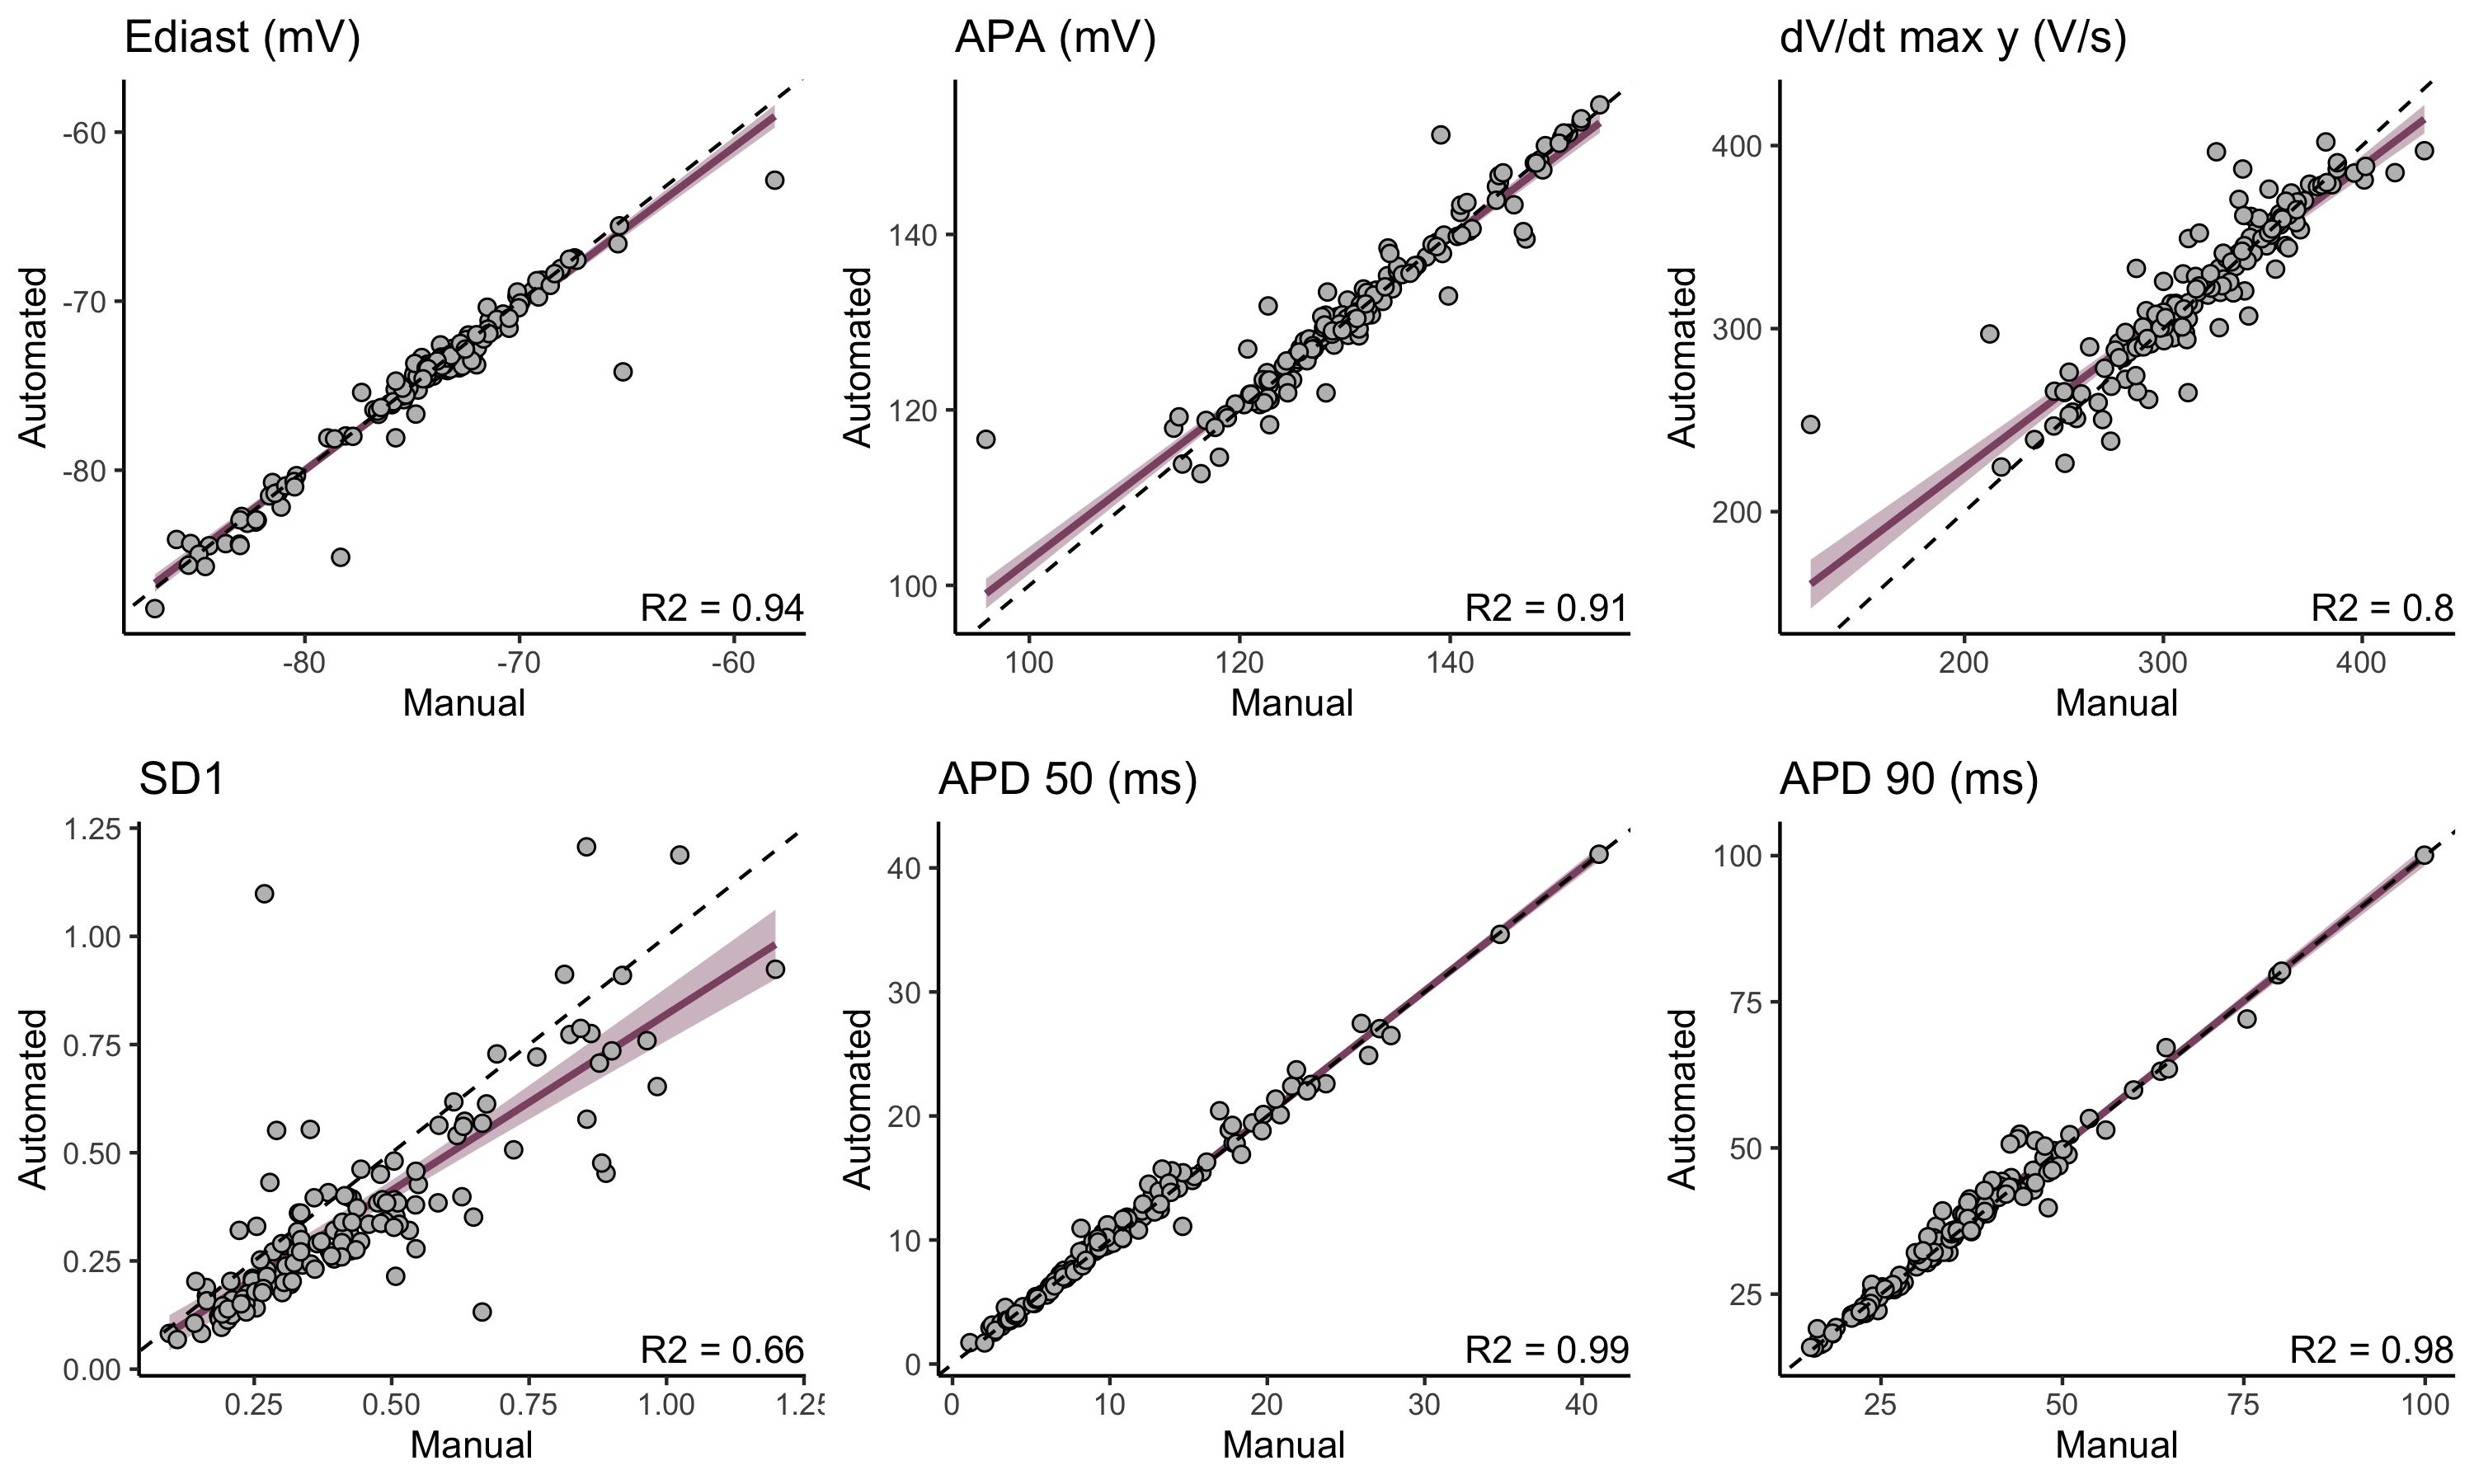 Ediast (mV)
Automated
-60
-70
-80
R2 = 0.94
-80 -70 -60
Manual
APA (mV)
Automated
140
120
100
R2 = 0.91
100 120 140
Manual
dV/dt max y (V/s)
Automated
400
300
200
R2 = 0.8
200 300 400
Manual
SD1
Automated
1.25
1.00
0.75
0.50
0.25
0.00
R2 = 0.66
0.25 0.50 0.75 1.00 1.25
Manual
APD 50 (ms)
Automated
40
30
20
10
0
R2 = 0.99
0 10 20 30 40
Manual
APD 90 (ms)
Automated
100
75
50
25
R2 = 0.98
25 50 75 100
Manual